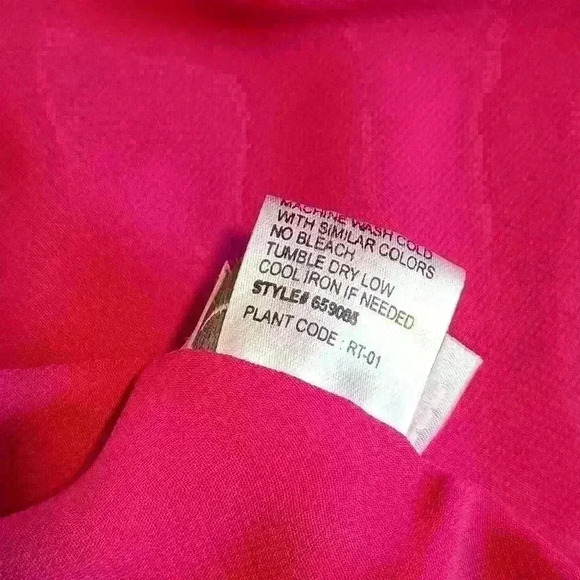 MACHINE WASH COLD
WITH SIMILAR COLORS
NO BLEACH
TUMBLE DRY LOW
COOL IRON IF NEEDED
STYLE# 659085
PLANT CODE : RT-01